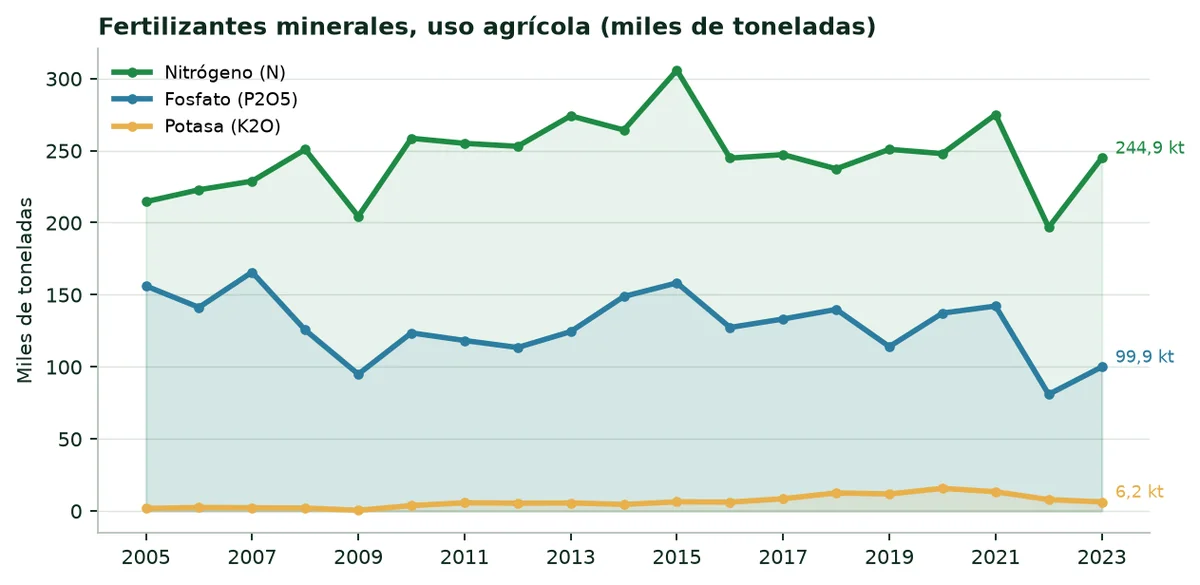 Fertilizantes minerales, uso agrícola (miles de toneladas)
Nitrógeno (N)
Fosfato (P2O5)
Potasa (K2O)
Miles de toneladas
300
250
200
150
100
50
0
244,9 kt
99,9 kt
6,2 kt
2005
2007
2009
2011
2013
2015
2017
2019
2021
2023